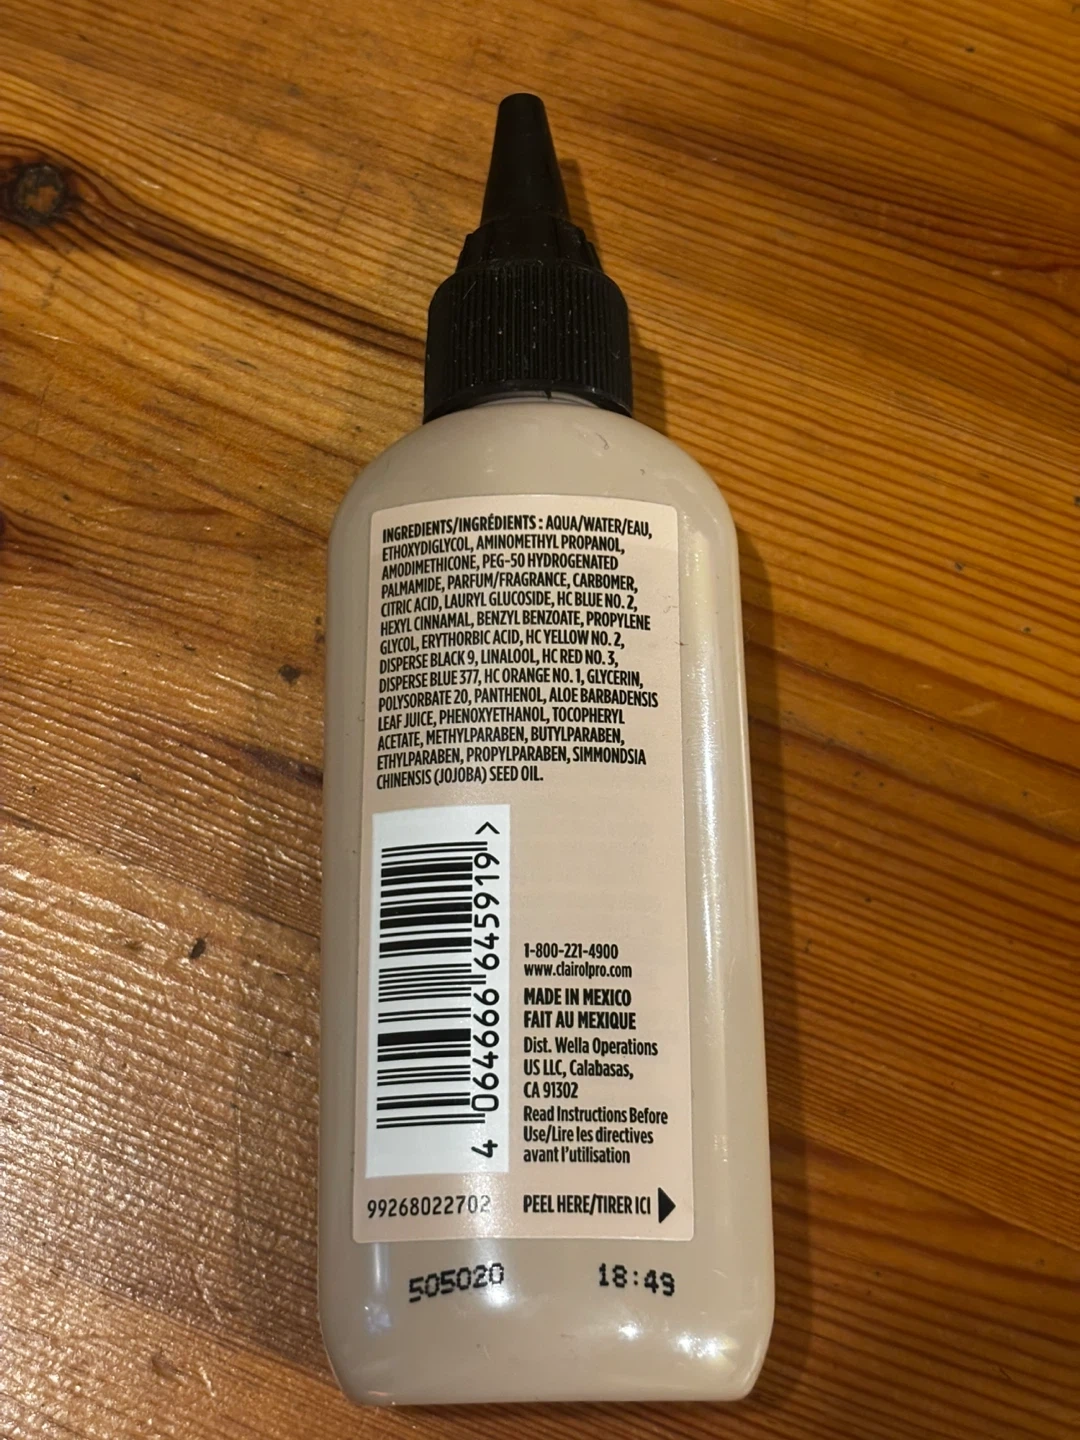 INGREDIENTS/INGRÉDIENTS : AQUA/WATER/EAU,
ETHOXYDIGLYCOL, AMINOMETHYL PROPANOL,
AMODIMETHICONE, PEG-50 HYDROGENATED
PALMAMIDE, PARFUM/FRAGRANCE, CARBOMER,
CITRIC ACID, LAURYL GLUCOSIDE, HC BLUE NO. 2,
HEXYL CINNAMAL, BENZYL BENZOATE, PROPYLENE
GLYCOL, ERYTHORBIC ACID, HC YELLOW NO. 2,
DISPERSE BLACK 9, LINALOOL, HC RED NO. 3,
DISPERSE BLUE 377, HC ORANGE NO. 1, GLYCERIN,
POLYSORBATE 20, PANTHENOL, ALOE BARBADENSIS
LEAF JUICE, PHENOXYETHANOL, TOCOPHERYL
ACETATE, METHYLPARABEN, BUTYLPARABEN,
ETHYLPARABEN, PROPYLPARABEN, SIMMONDSIA
CHINENSIS (JOJOBA) SEED OIL.
4 064666 645919 >
1-800-221-4900
www.clairolpro.com
MADE IN MEXICO
FAIT AU MEXIQUE
Dist. Wella Operations
US LLC, Calabasas,
CA 91302
Read Instructions Before
Use/Lire les directives
avant l'utilisation
99268022702
PEEL HERE/TIRER ICI
505020 18:49